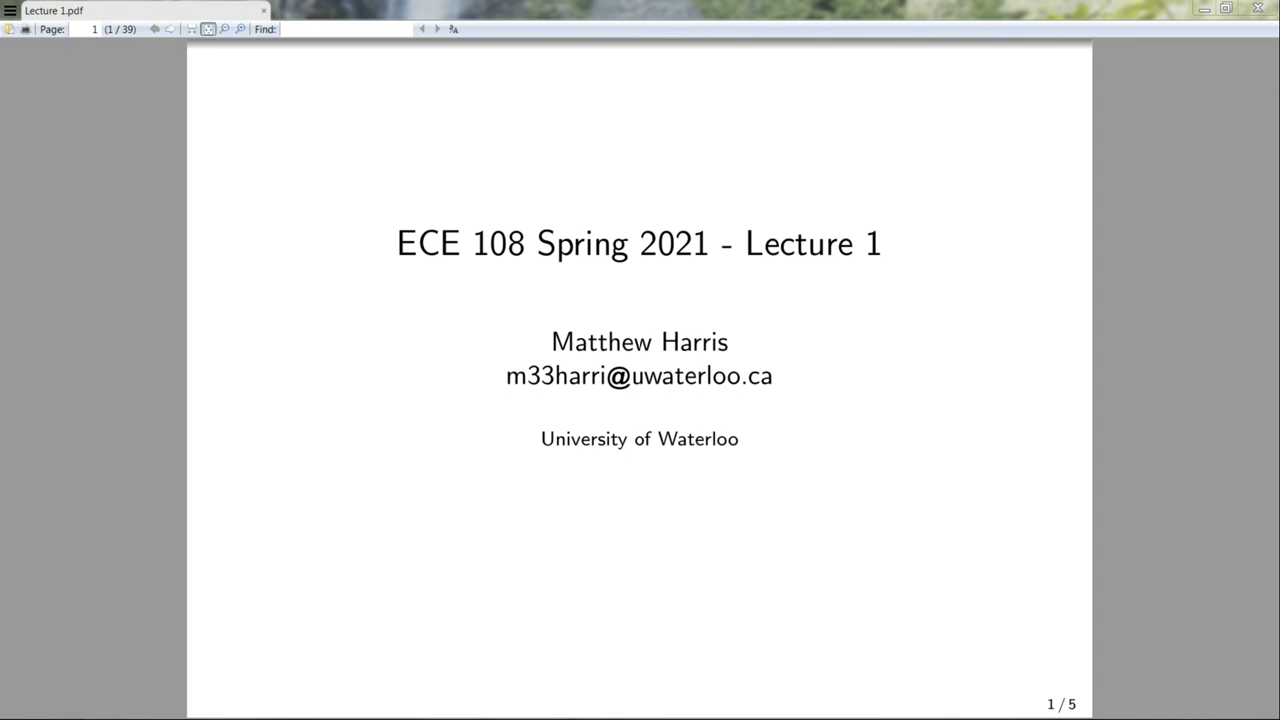 Lecture 1.pdf
Page: 1 (1 / 39) Find:
ECE 108 Spring 2021 - Lecture 1
Matthew Harris
m33harri@uwaterloo.ca
University of Waterloo
1 / 5